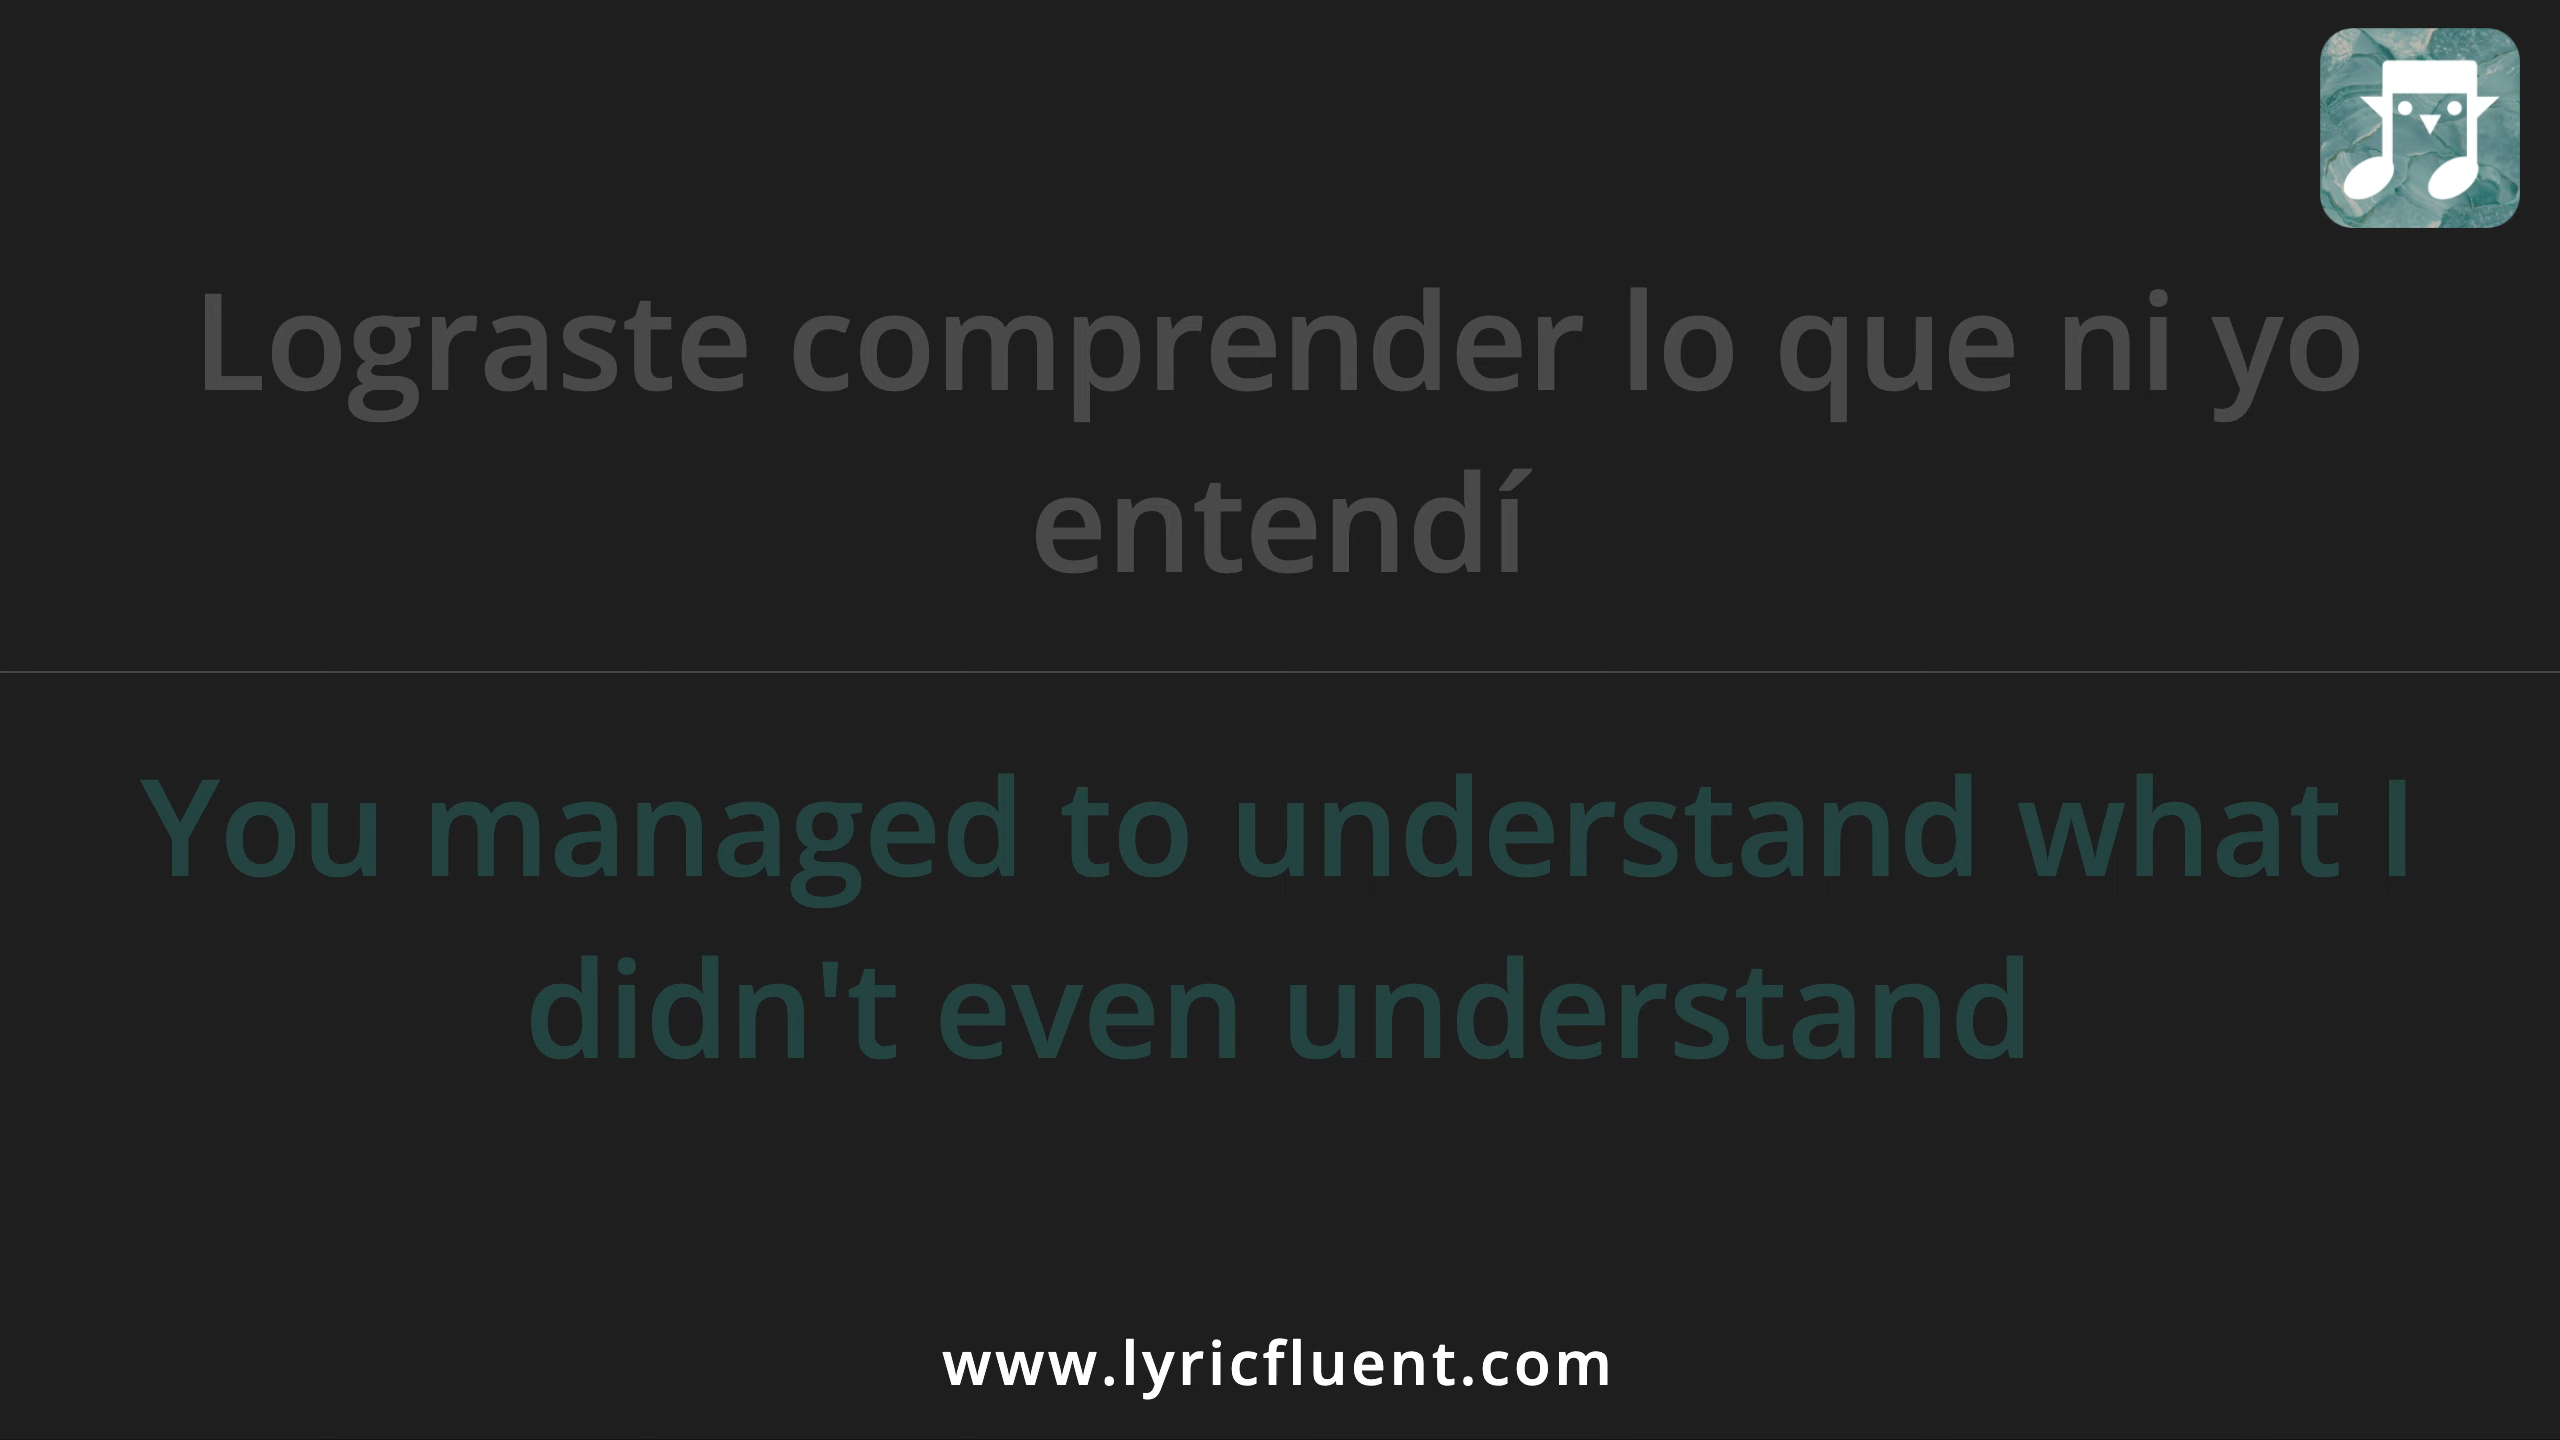 Lograste comprender lo que ni yo
entendí
You managed to understand what I
didn't even understand
www.lyricfluent.com